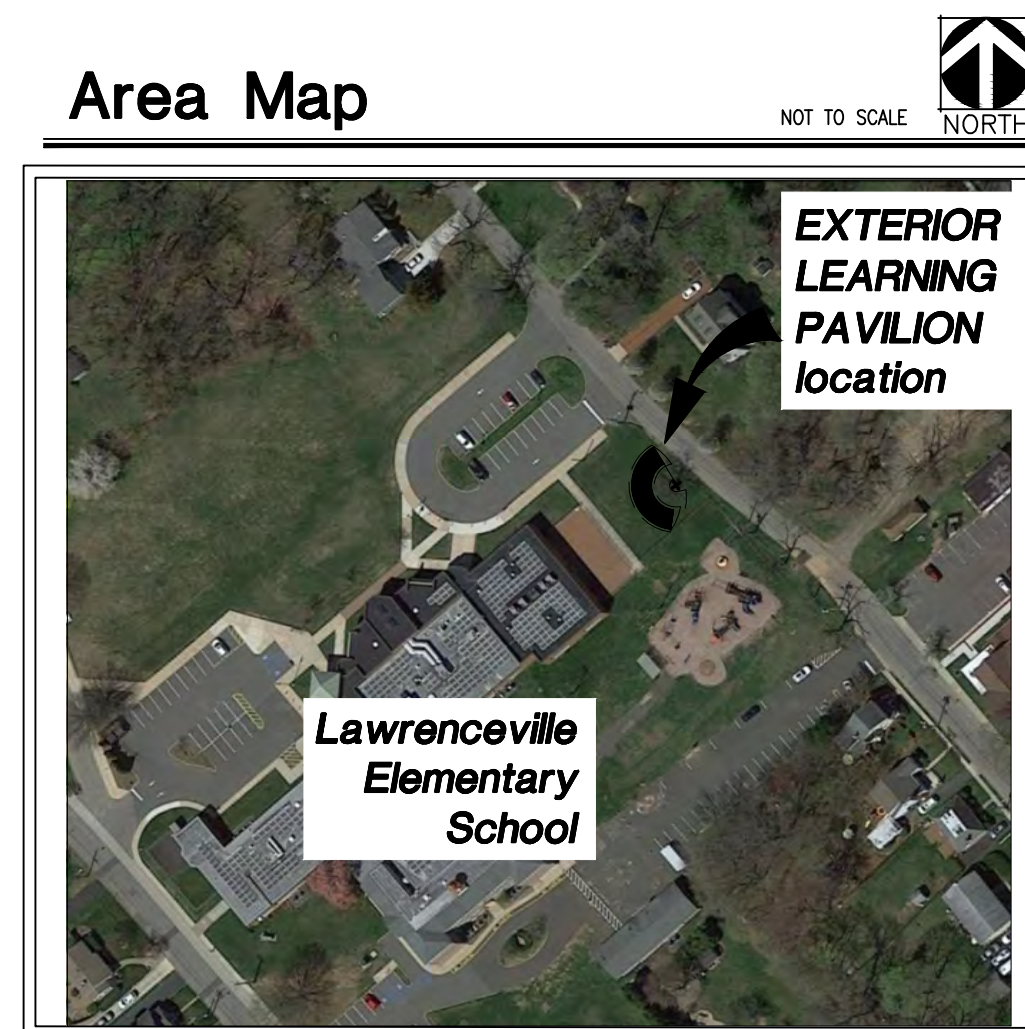 Area Map
NOT TO SCALE
NORTH
EXTERIOR
LEARNING
PAVILION
location
Lawrenceville
Elementary
School